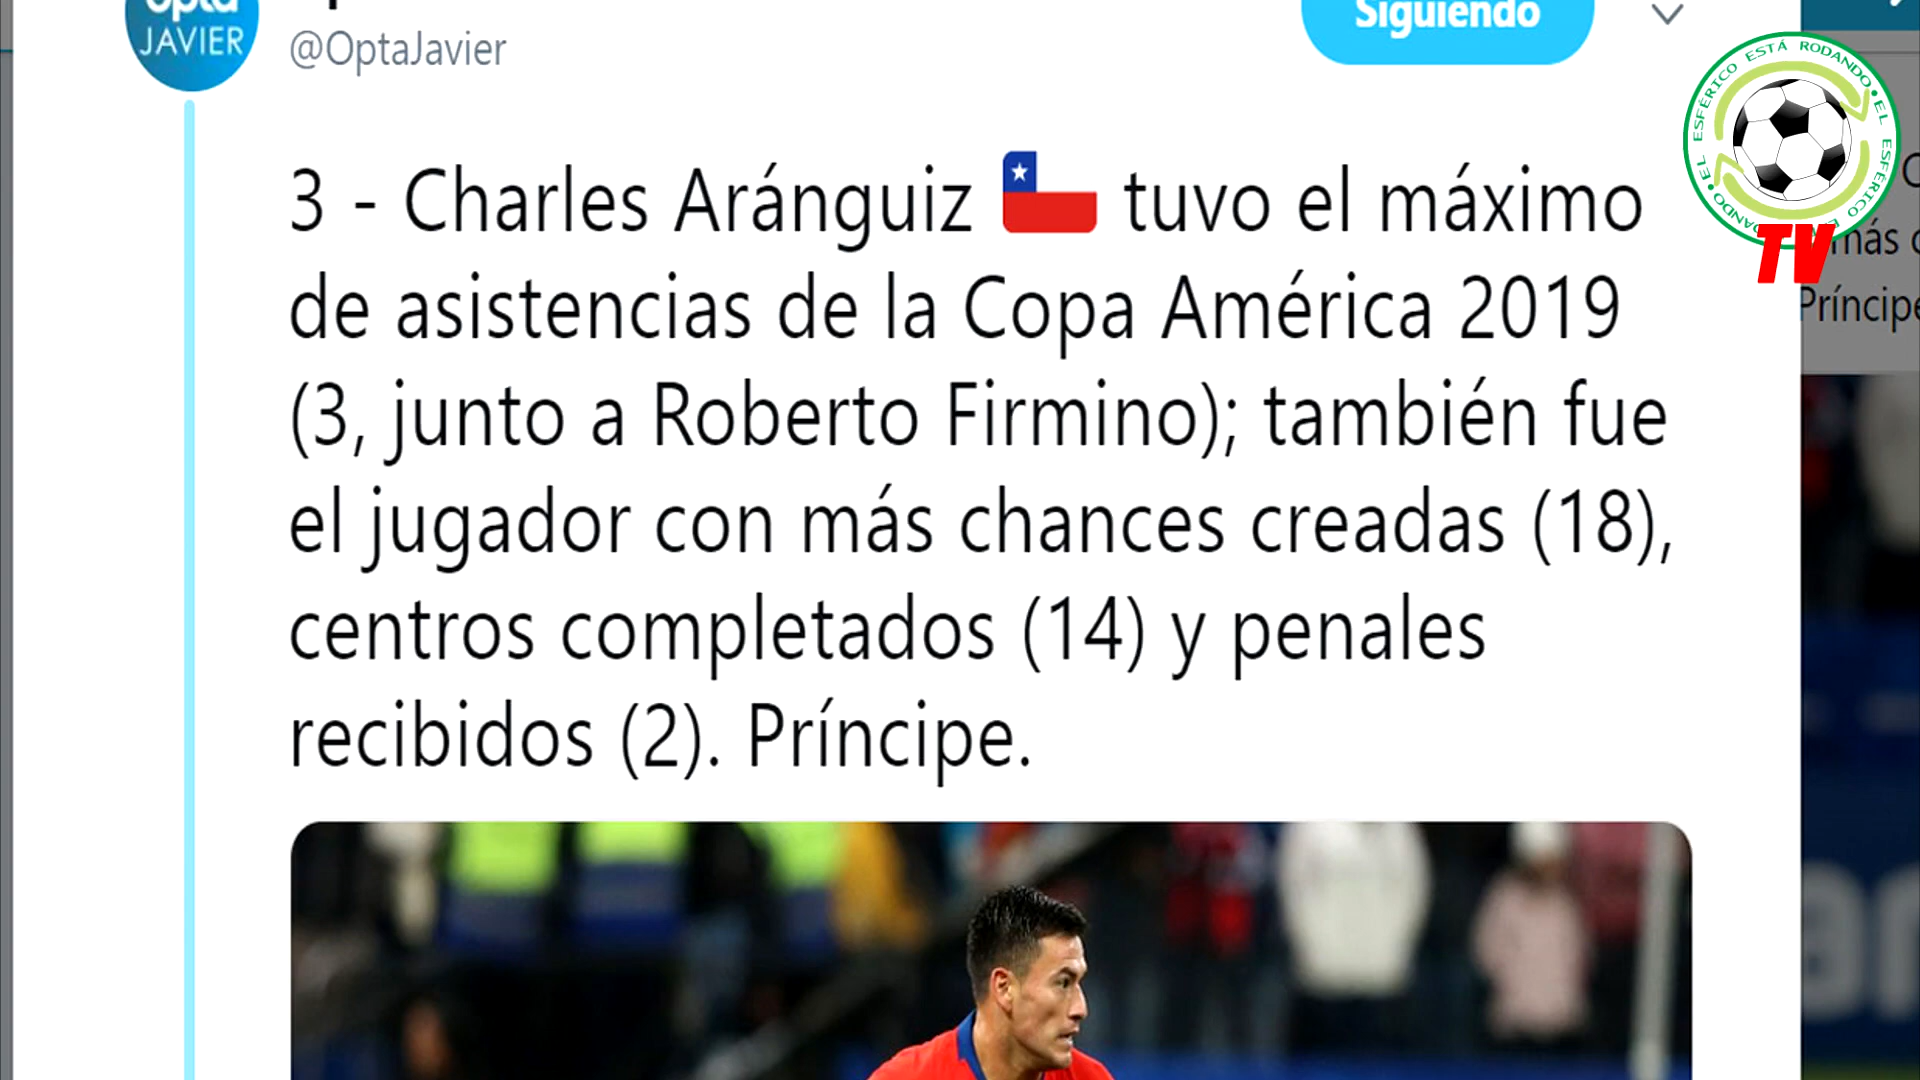 opta
JAVIER
@OptaJavier
Siguiendo
EL ESFÉRICO ESTÁ RODANDO
EL ESFÉRICO
TV
3 - Charles Aránguiz 🇨🇱 tuvo el máximo
de asistencias de la Copa América 2019
(3, junto a Roberto Firmino); también fue
el jugador con más chances creadas (18),
centros completados (14) y penales
recibidos (2). Príncipe.
más
Príncipe